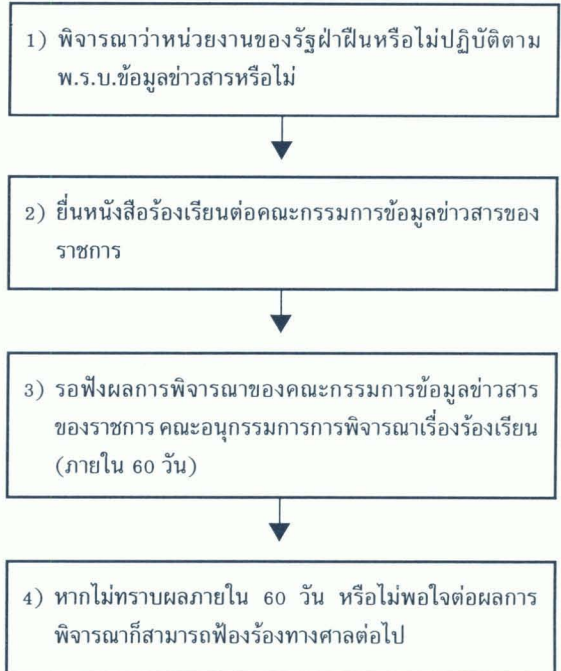 1) พิจารณาว่าหน่วยงานของรัฐฝ่าฝืนหรือไม่ปฏิบัติตาม
พ.ร.บ.ข้อมูลข่าวสารหรือไม่
2) ยื่นหนังสือร้องเรียนต่อคณะกรรมการข้อมูลข่าวสารของ
ราชการ
3) รอฟังผลการพิจารณาของคณะกรรมการข้อมูลข่าวสาร
ของราชการ คณะอนุกรรมการการพิจารณาเรื่องร้องเรียน
(ภายใน 60 วัน)
4) หากไม่ทราบผลภายใน 60 วัน หรือไม่พอใจต่อผลการ
พิจารณาก็สามารถฟ้องร้องทางศาลต่อไป